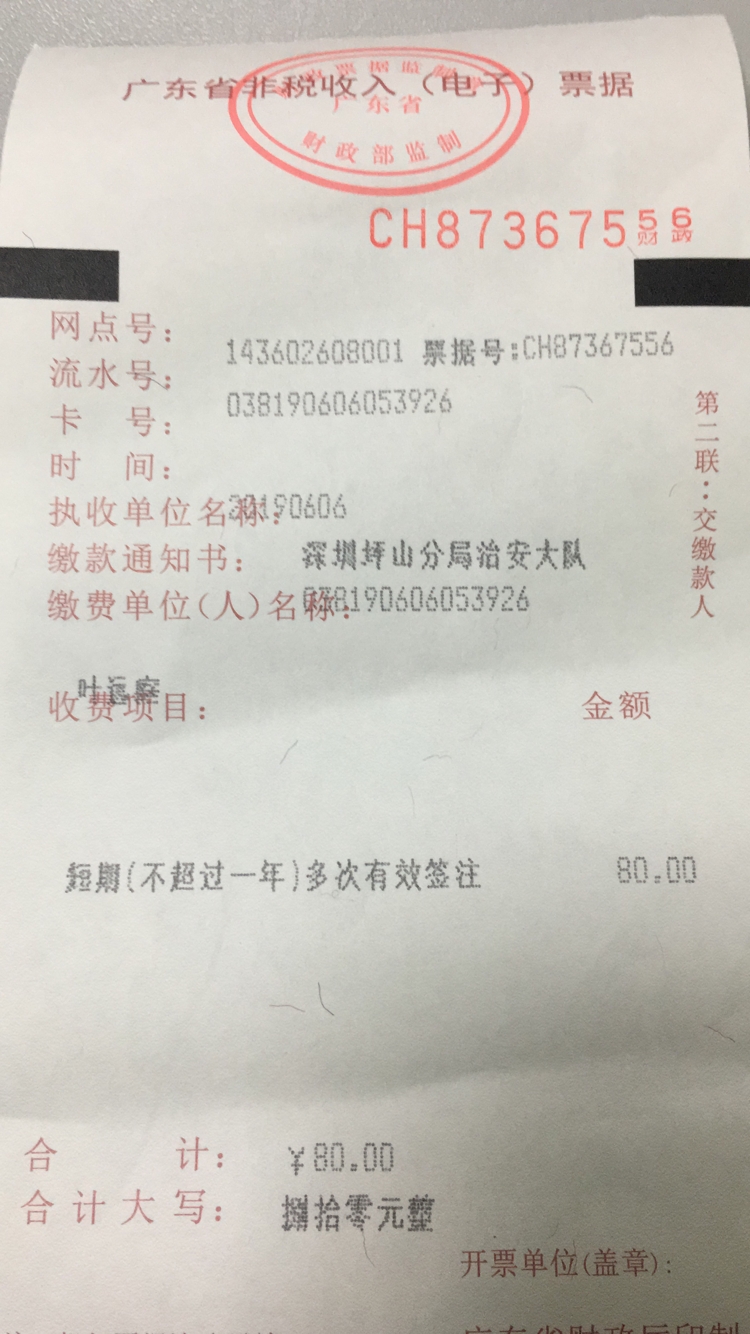 广东省非税收入（电子）票据
广东省
财政部监制
CH87367556
财政
网点号：143602608001 票据号:CH87367556
流水号：038190606053926
卡 号：
时 间：20190606
执收单位名称：深圳坪山分局治安大队
缴款通知书：038190606053926
缴费单位(人)名称：
叶远
收费项目： 金额
短期(不超过一年)多次有效签注 80.00
合 计：¥80.00
合计大写：捌拾零元整
开票单位(盖章)：
第二联：交缴款人